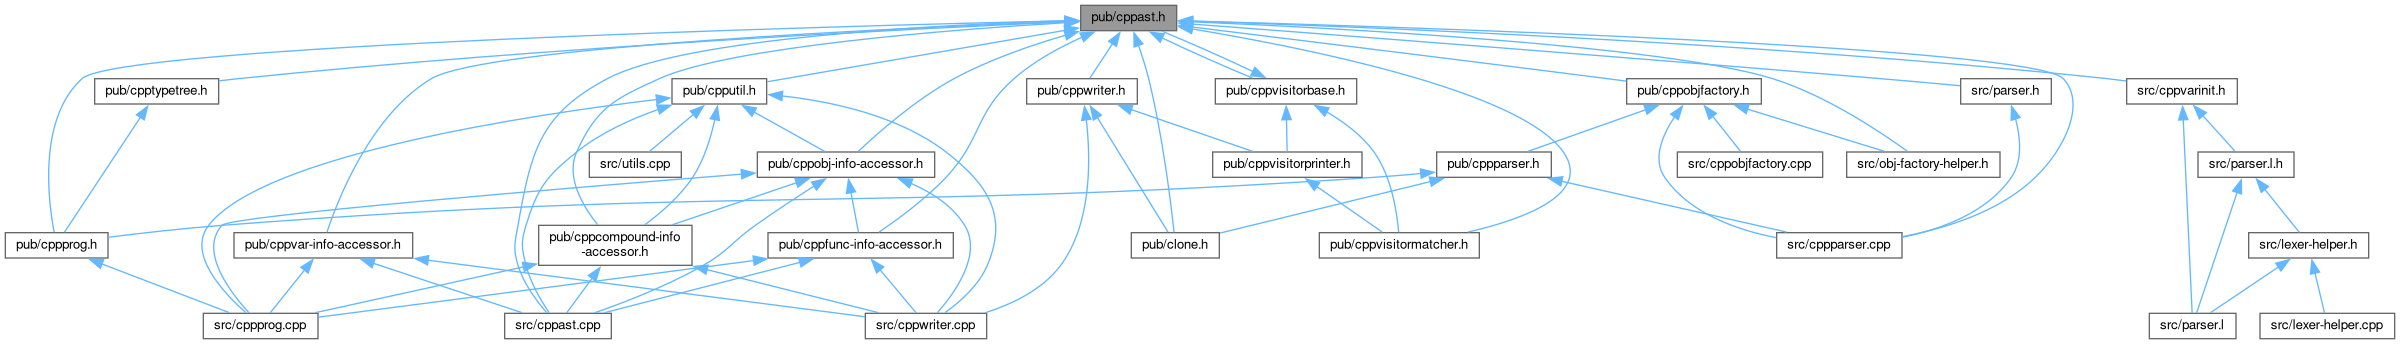 pub/cppast.h
pub/cpptypetree.h
pub/cpputil.h
pub/cppwriter.h
pub/cppvisitorbase.h
pub/cppobjfactory.h
src/parser.h
src/cppvarinit.h
src/utils.cpp
pub/cppobj-info-accessor.h
pub/cppvisitorprinter.h
pub/cppparser.h
src/cppobjfactory.cpp
src/obj-factory-helper.h
src/parser.l.h
pub/cppprog.h
pub/cppvar-info-accessor.h
pub/cppcompound-info
-accessor.h
pub/cppfunc-info-accessor.h
pub/clone.h
pub/cppvisitormatcher.h
src/cppparser.cpp
src/lexer-helper.h
src/cppprog.cpp
src/cppast.cpp
src/cppwriter.cpp
src/parser.l
src/lexer-helper.cpp